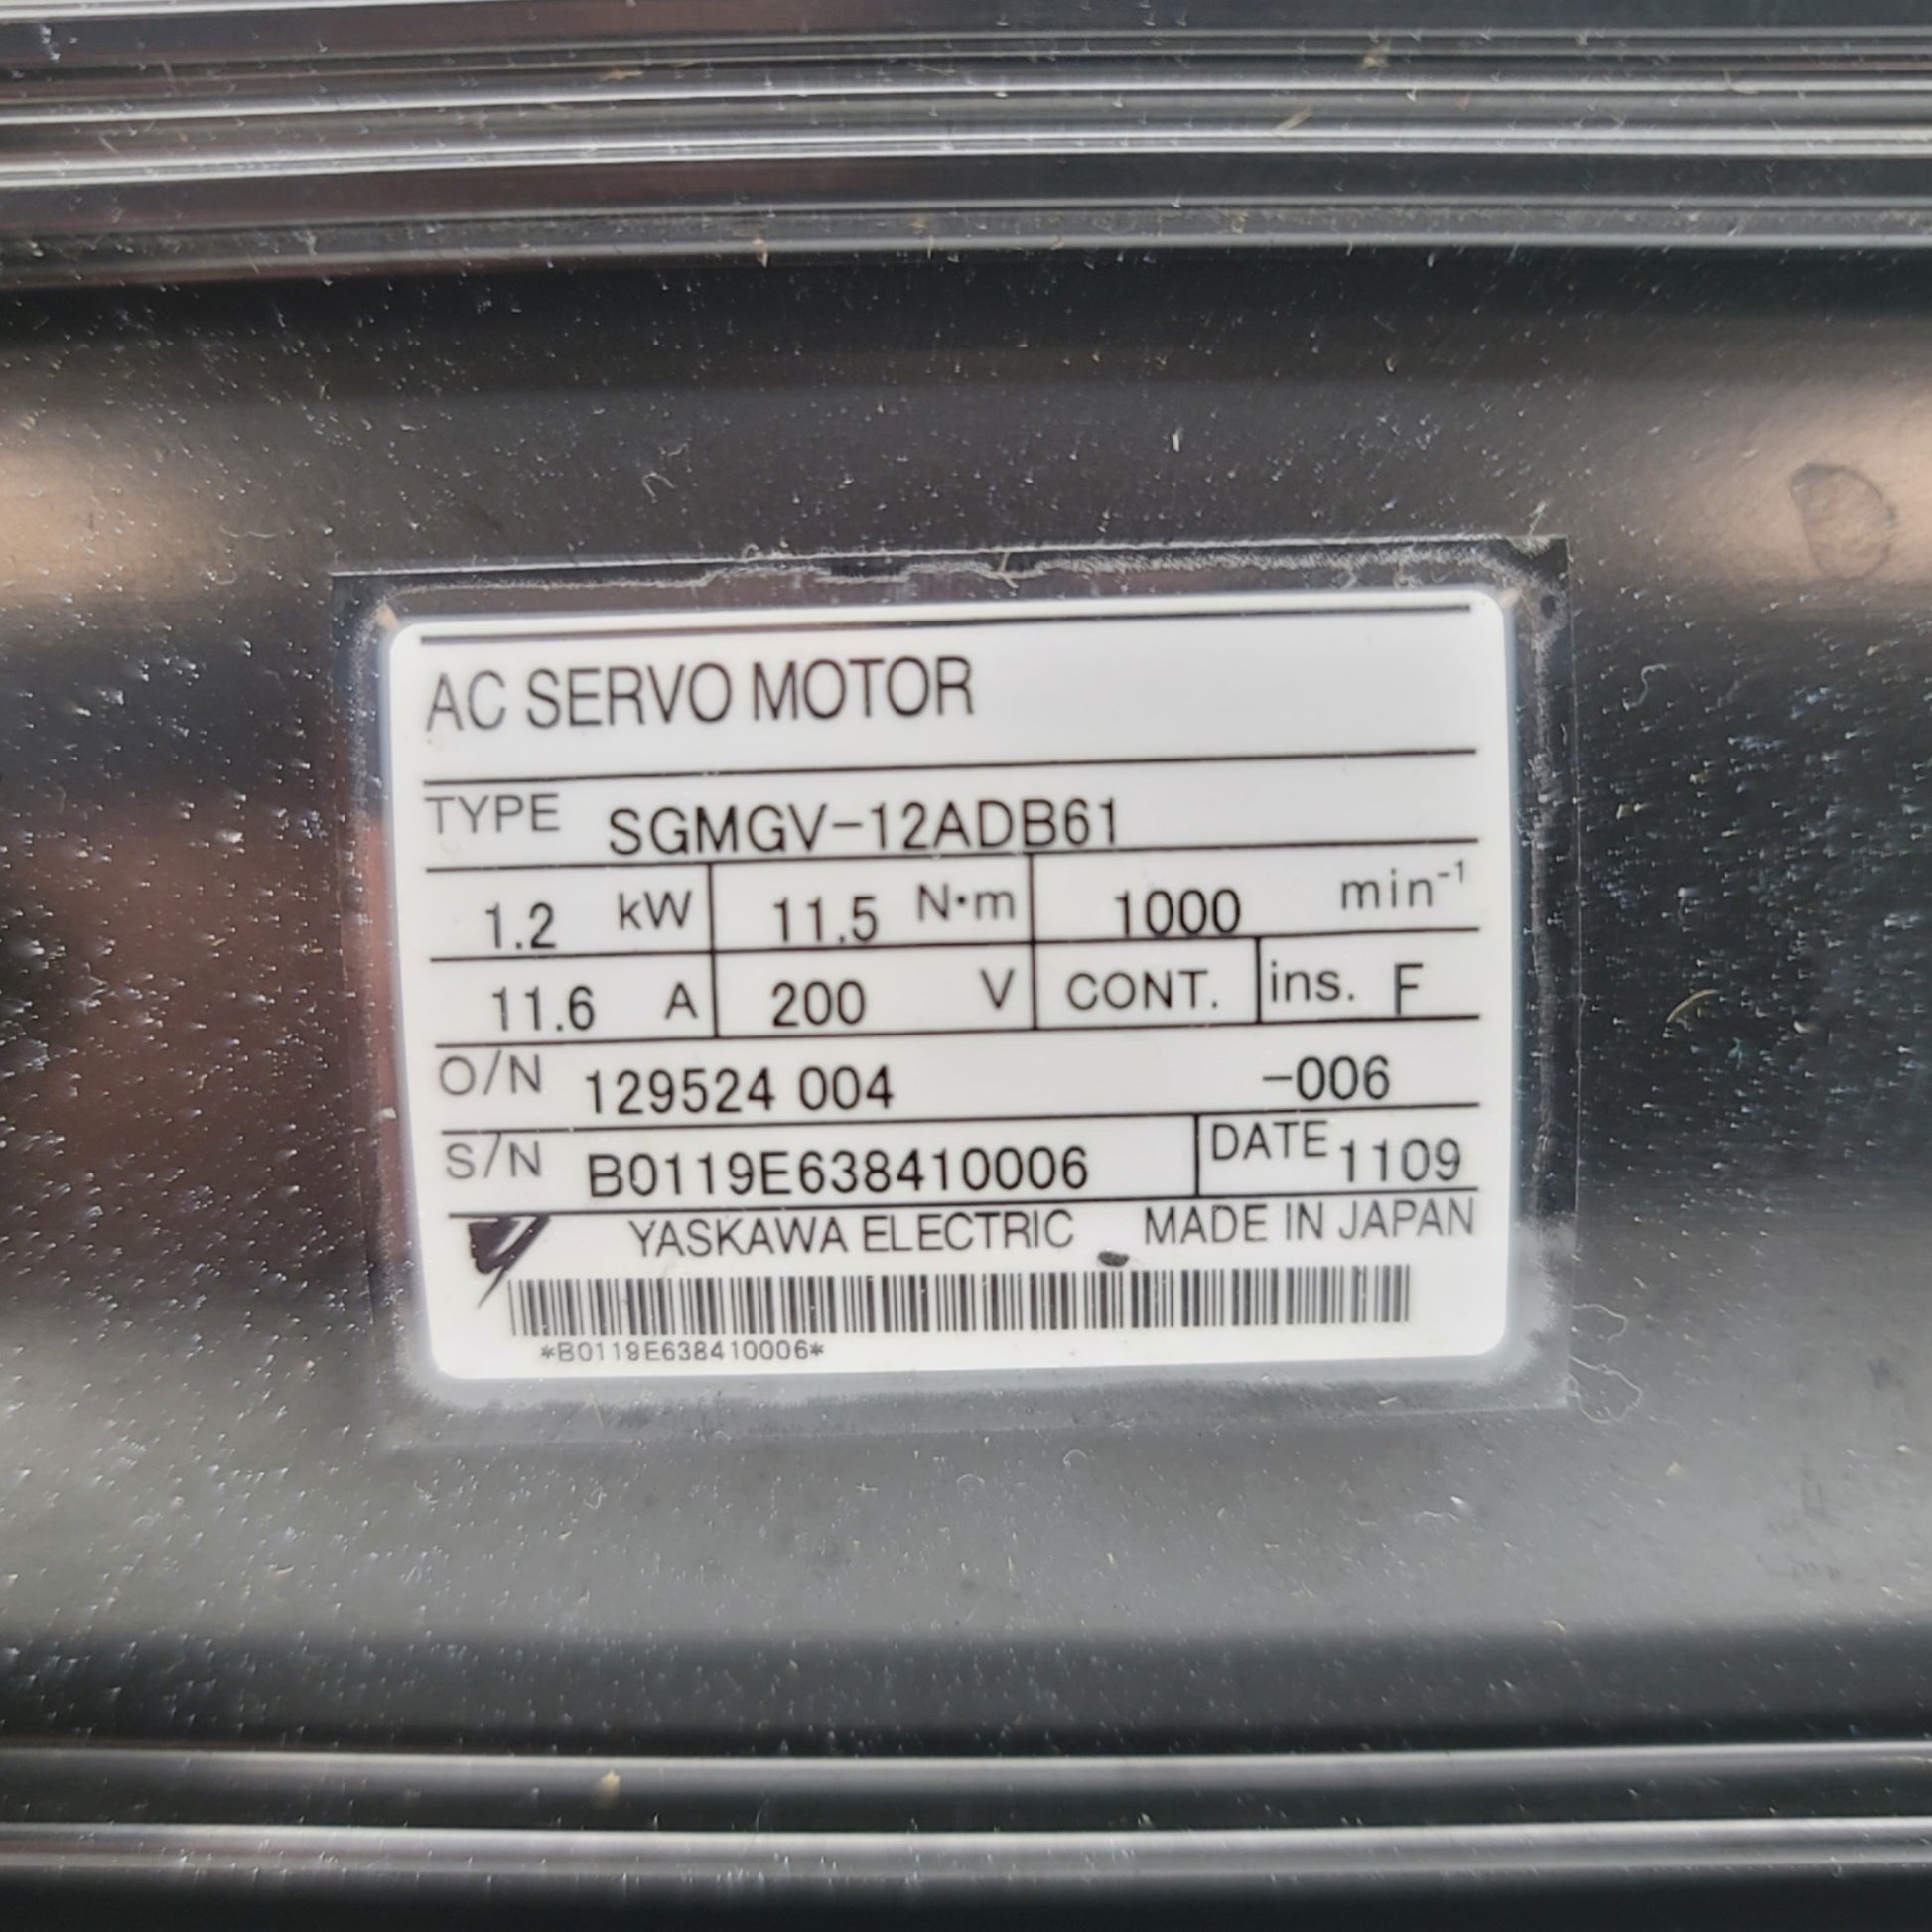 AC SERVO MOTOR
TYPE SGMGV-12ADB61
1.2 kW 11.5 N·m 1000 min⁻¹
11.6 A 200 V CONT. ins. F
O/N 129524 004 -006
S/N B0119E638410006 DATE 1109
YASKAWA ELECTRIC MADE IN JAPAN
*B0119E638410006*